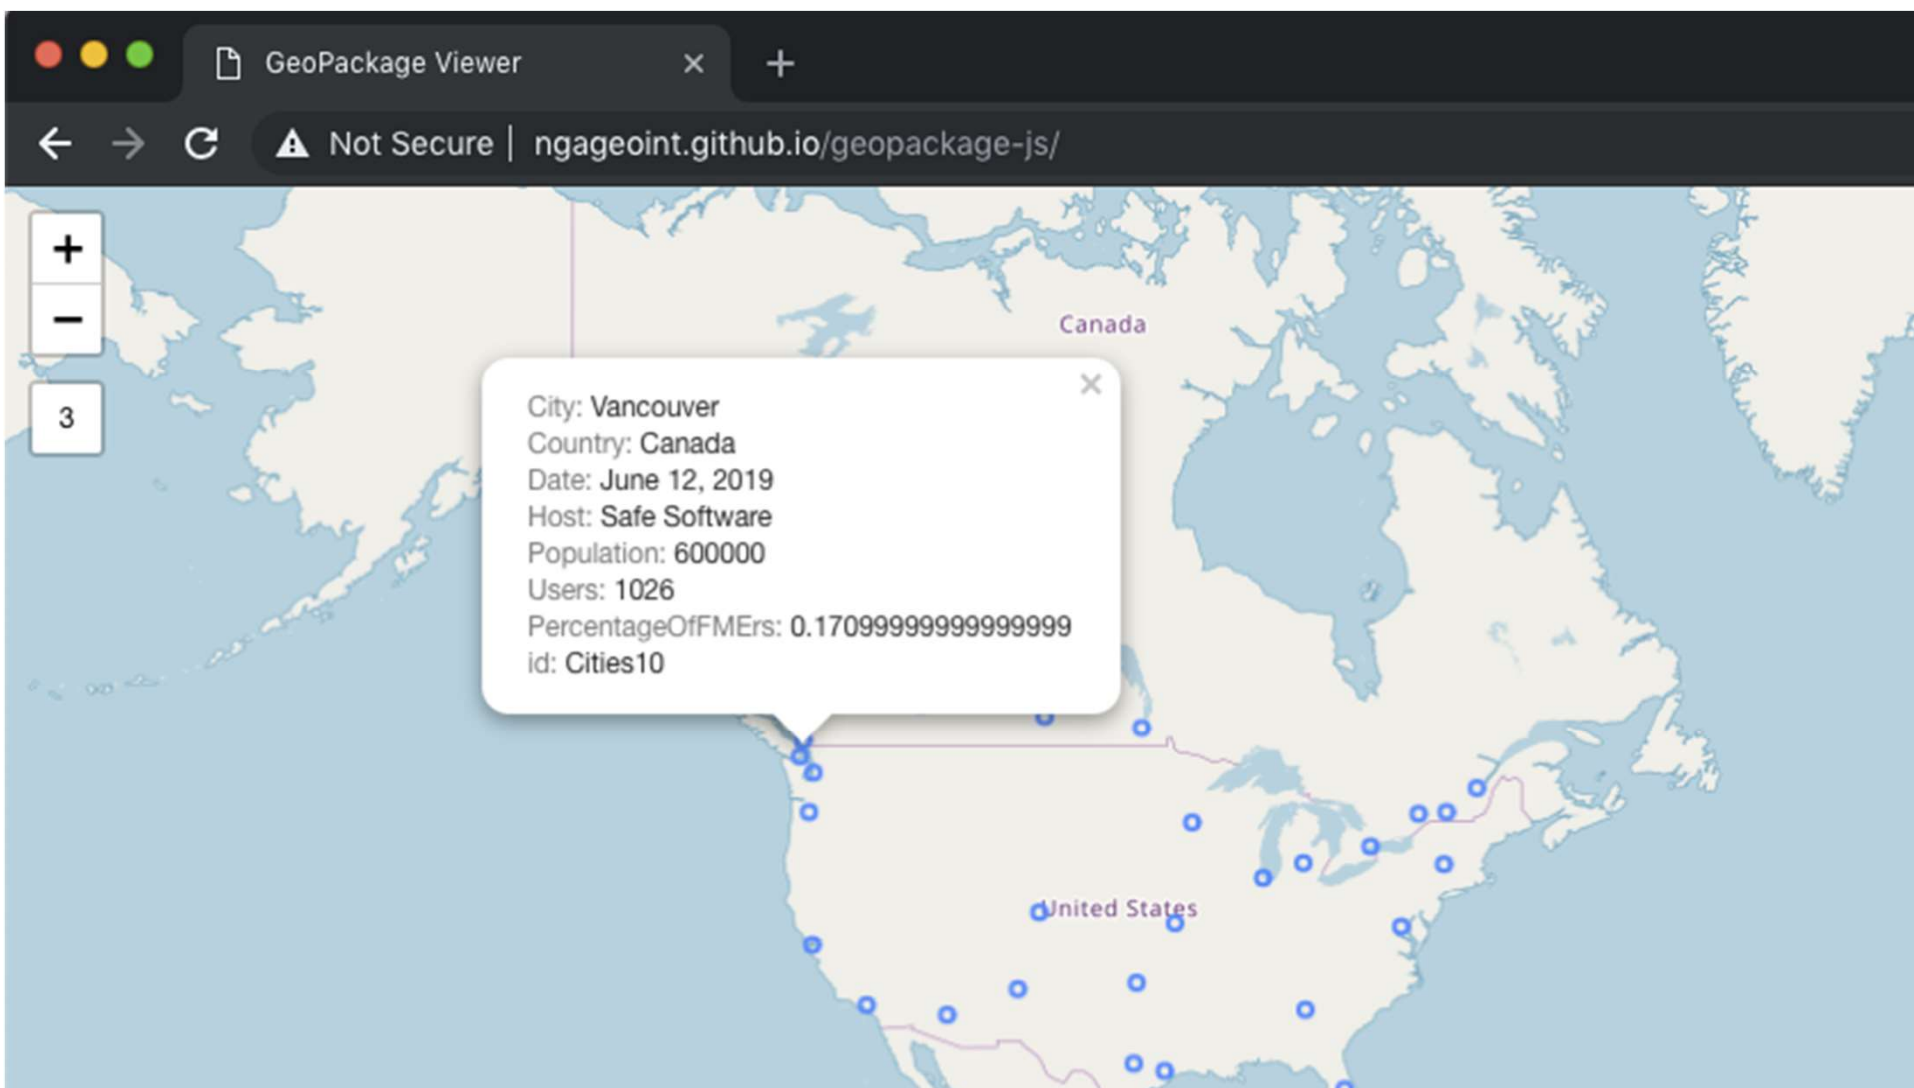 GeoPackage Viewer
Not Secure | ngageoint.github.io/geopackage-js/
+
−
3
Canada
City: Vancouver
Country: Canada
Date: June 12, 2019
Host: Safe Software
Population: 600000
Users: 1026
PercentageOfFMErs: 0.17099999999999999
id: Cities10
United States